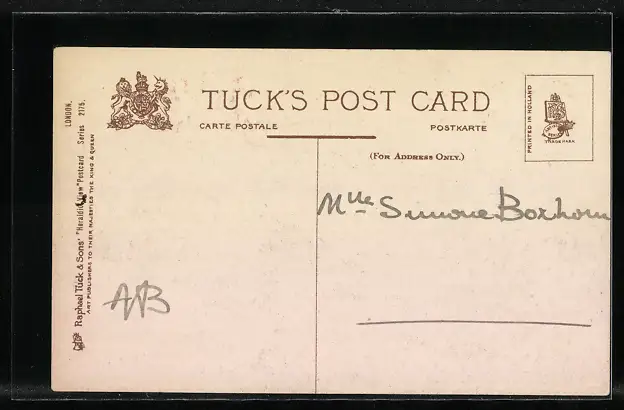 TUCK'S POST CARD
CARTE POSTALE
POSTKARTE
(FOR ADDRESS ONLY.)
PRINTED IN HOLLAND
TRADE MARK
Mlle Simone Boxhorn
AB
LONDON.
Raphael Tuck & Sons' "Heraldic View" Postcard Series 2175.
ART PUBLISHERS TO THEIR MAJESTIES THE KING & QUEEN